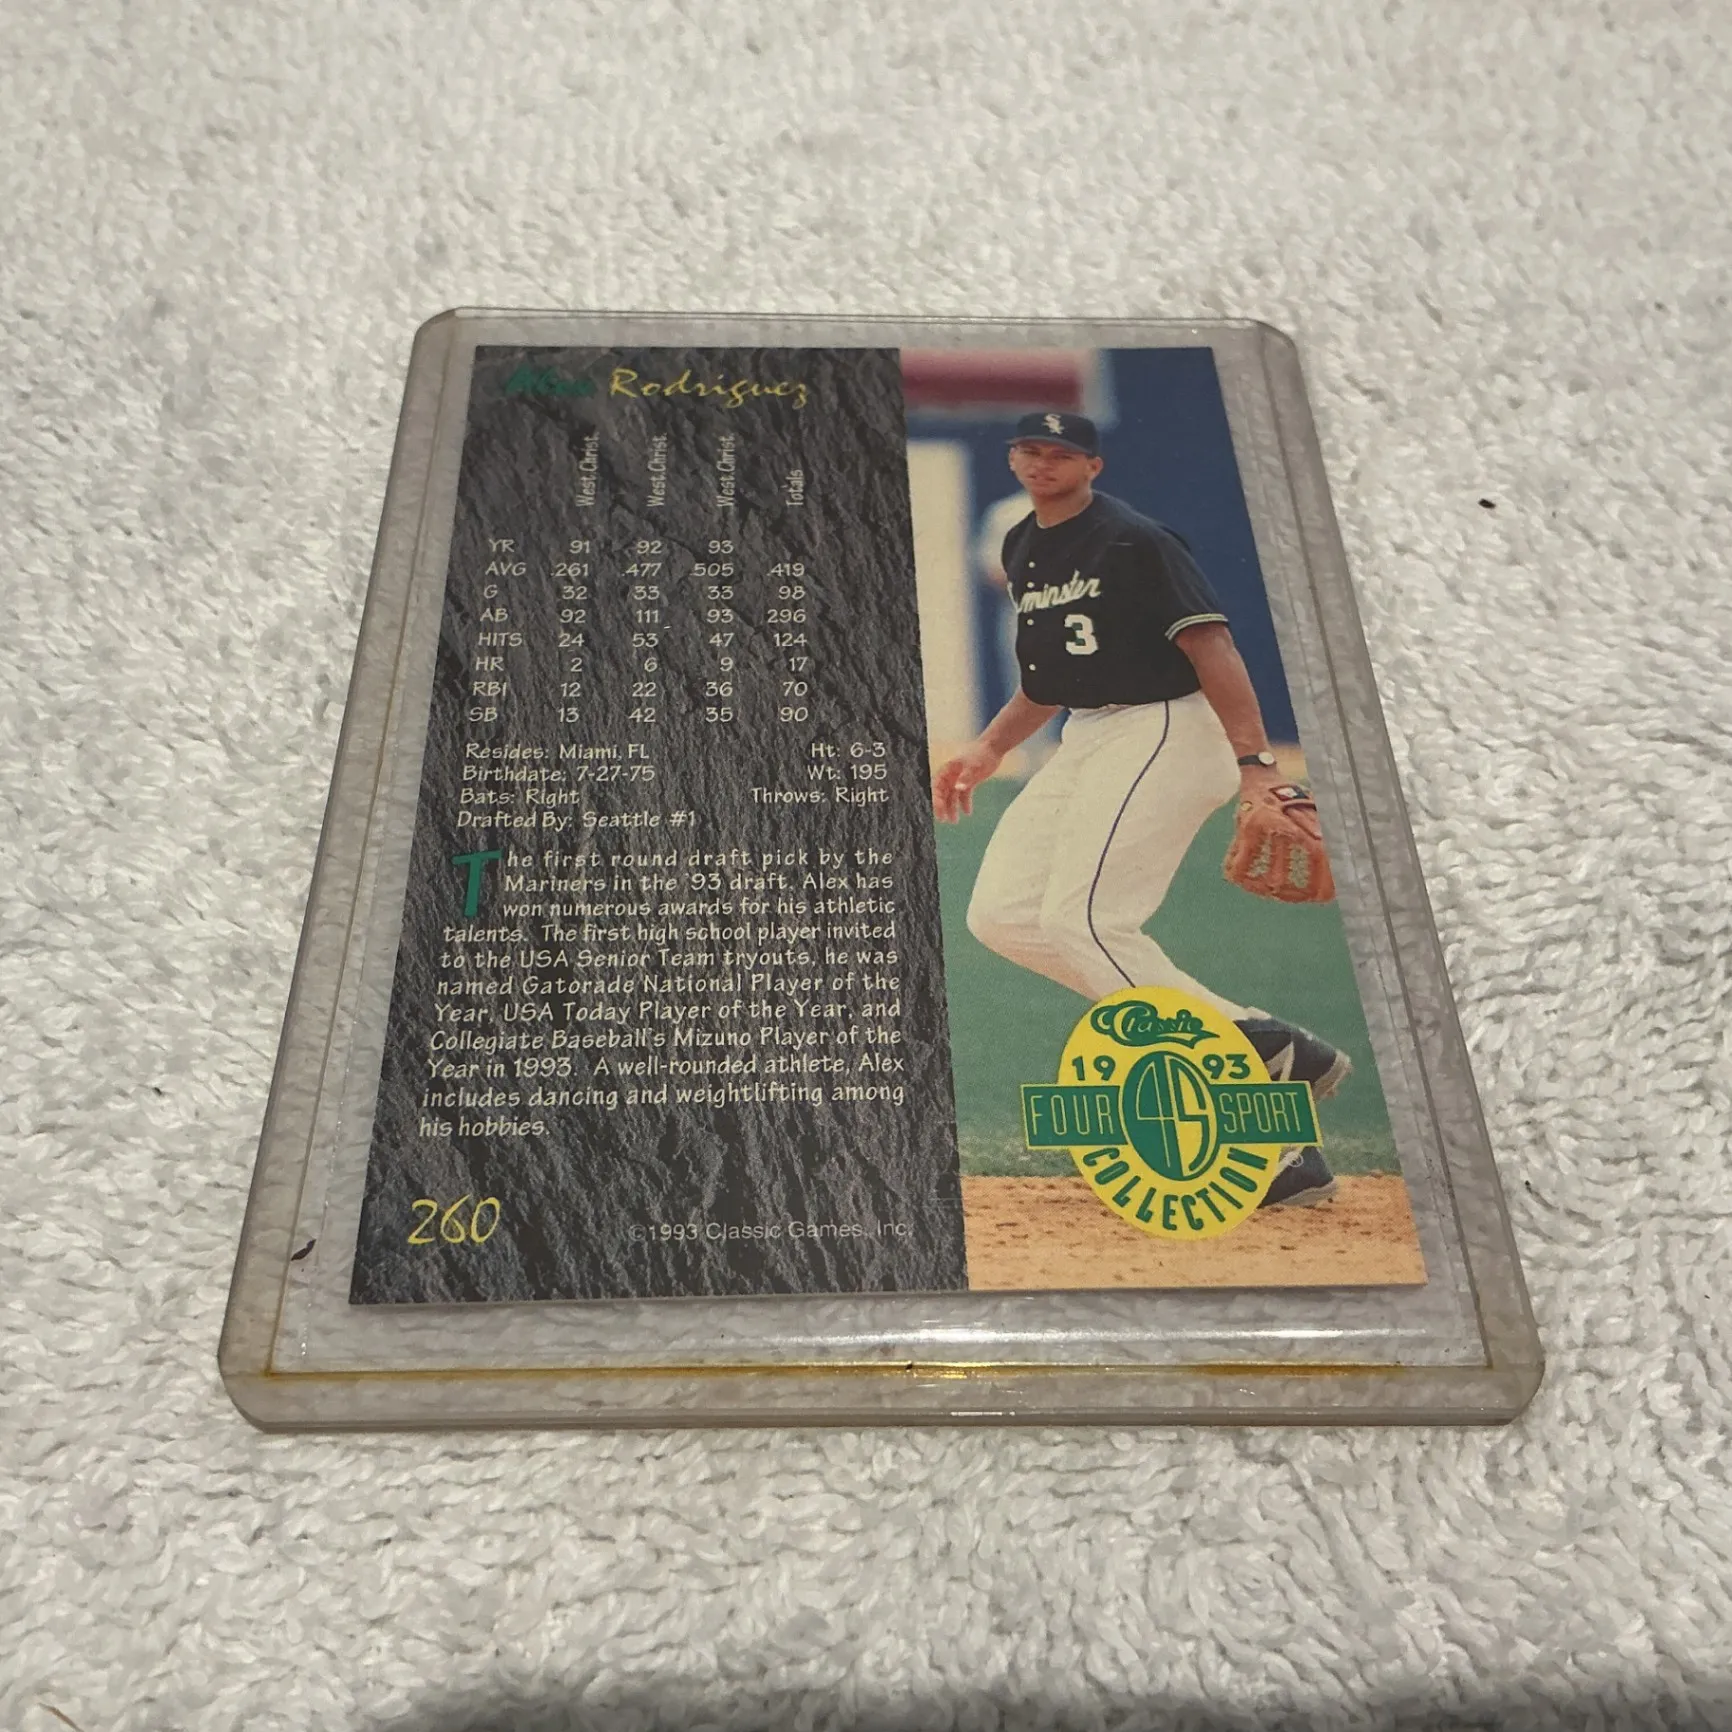 Alex Rodriguez
West.Christ. West.Christ. West.Christ. Totals
YR 91 92 93
AVG .261 .477 .505 .419
G 32 33 33 98
AB 92 111 93 296
HITS 24 53 47 124
HR 2 6 9 17
RBI 12 22 36 70
SB 13 42 35 90
Resides: Miami, FL Ht: 6-3
Birthdate: 7-27-75 Wt: 195
Bats: Right Throws: Right
Drafted By: Seattle #1
The first round draft pick by the
Mariners in the '93 draft, Alex has
won numerous awards for his athletic
talents. The first high school player invited
to the USA Senior Team tryouts, he was
named Gatorade National Player of the
Year, USA Today Player of the Year, and
Collegiate Baseball's Mizuno Player of the
Year in 1993. A well-rounded athlete, Alex
includes dancing and weightlifting among
his hobbies.
260
©1993 Classic Games, Inc.
Sox
minster
3
Classic
1993
FOUR 4S SPORT
COLLECTION
®